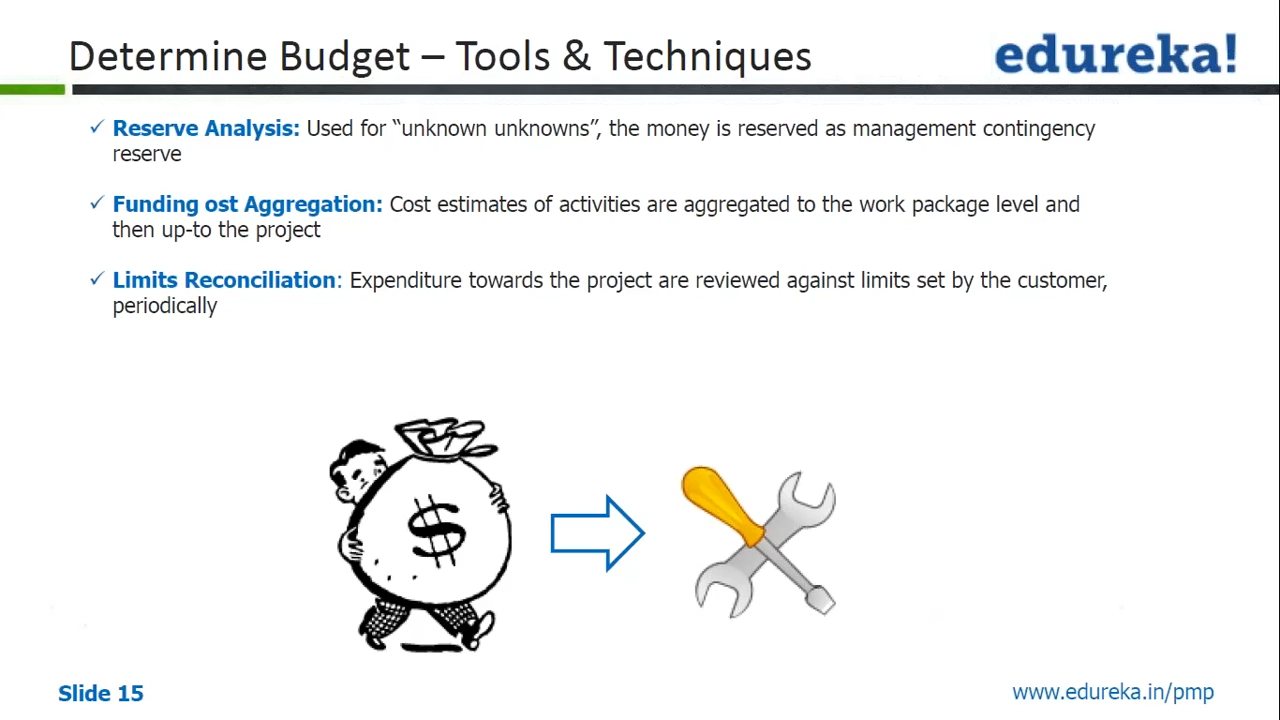 Determine Budget – Tools & Techniques
edureka!
✓ Reserve Analysis: Used for “unknown unknowns”, the money is reserved as management contingency
reserve
✓ Funding ost Aggregation: Cost estimates of activities are aggregated to the work package level and
then up-to the project
✓ Limits Reconciliation: Expenditure towards the project are reviewed against limits set by the customer,
periodically
$
Slide 15
www.edureka.in/pmp